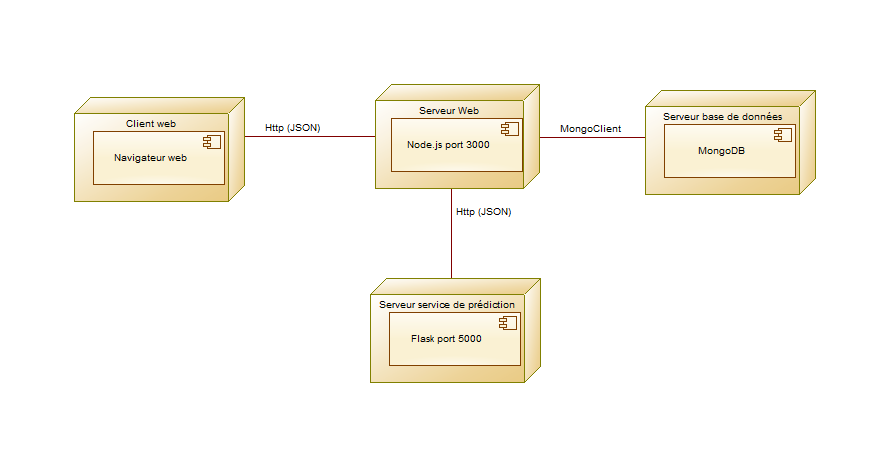 Client web
Navigateur web
Http (JSON)
Serveur Web
Node.js port 3000
MongoClient
Serveur base de données
MongoDB
Http (JSON)
Serveur service de prédiction
Flask port 5000